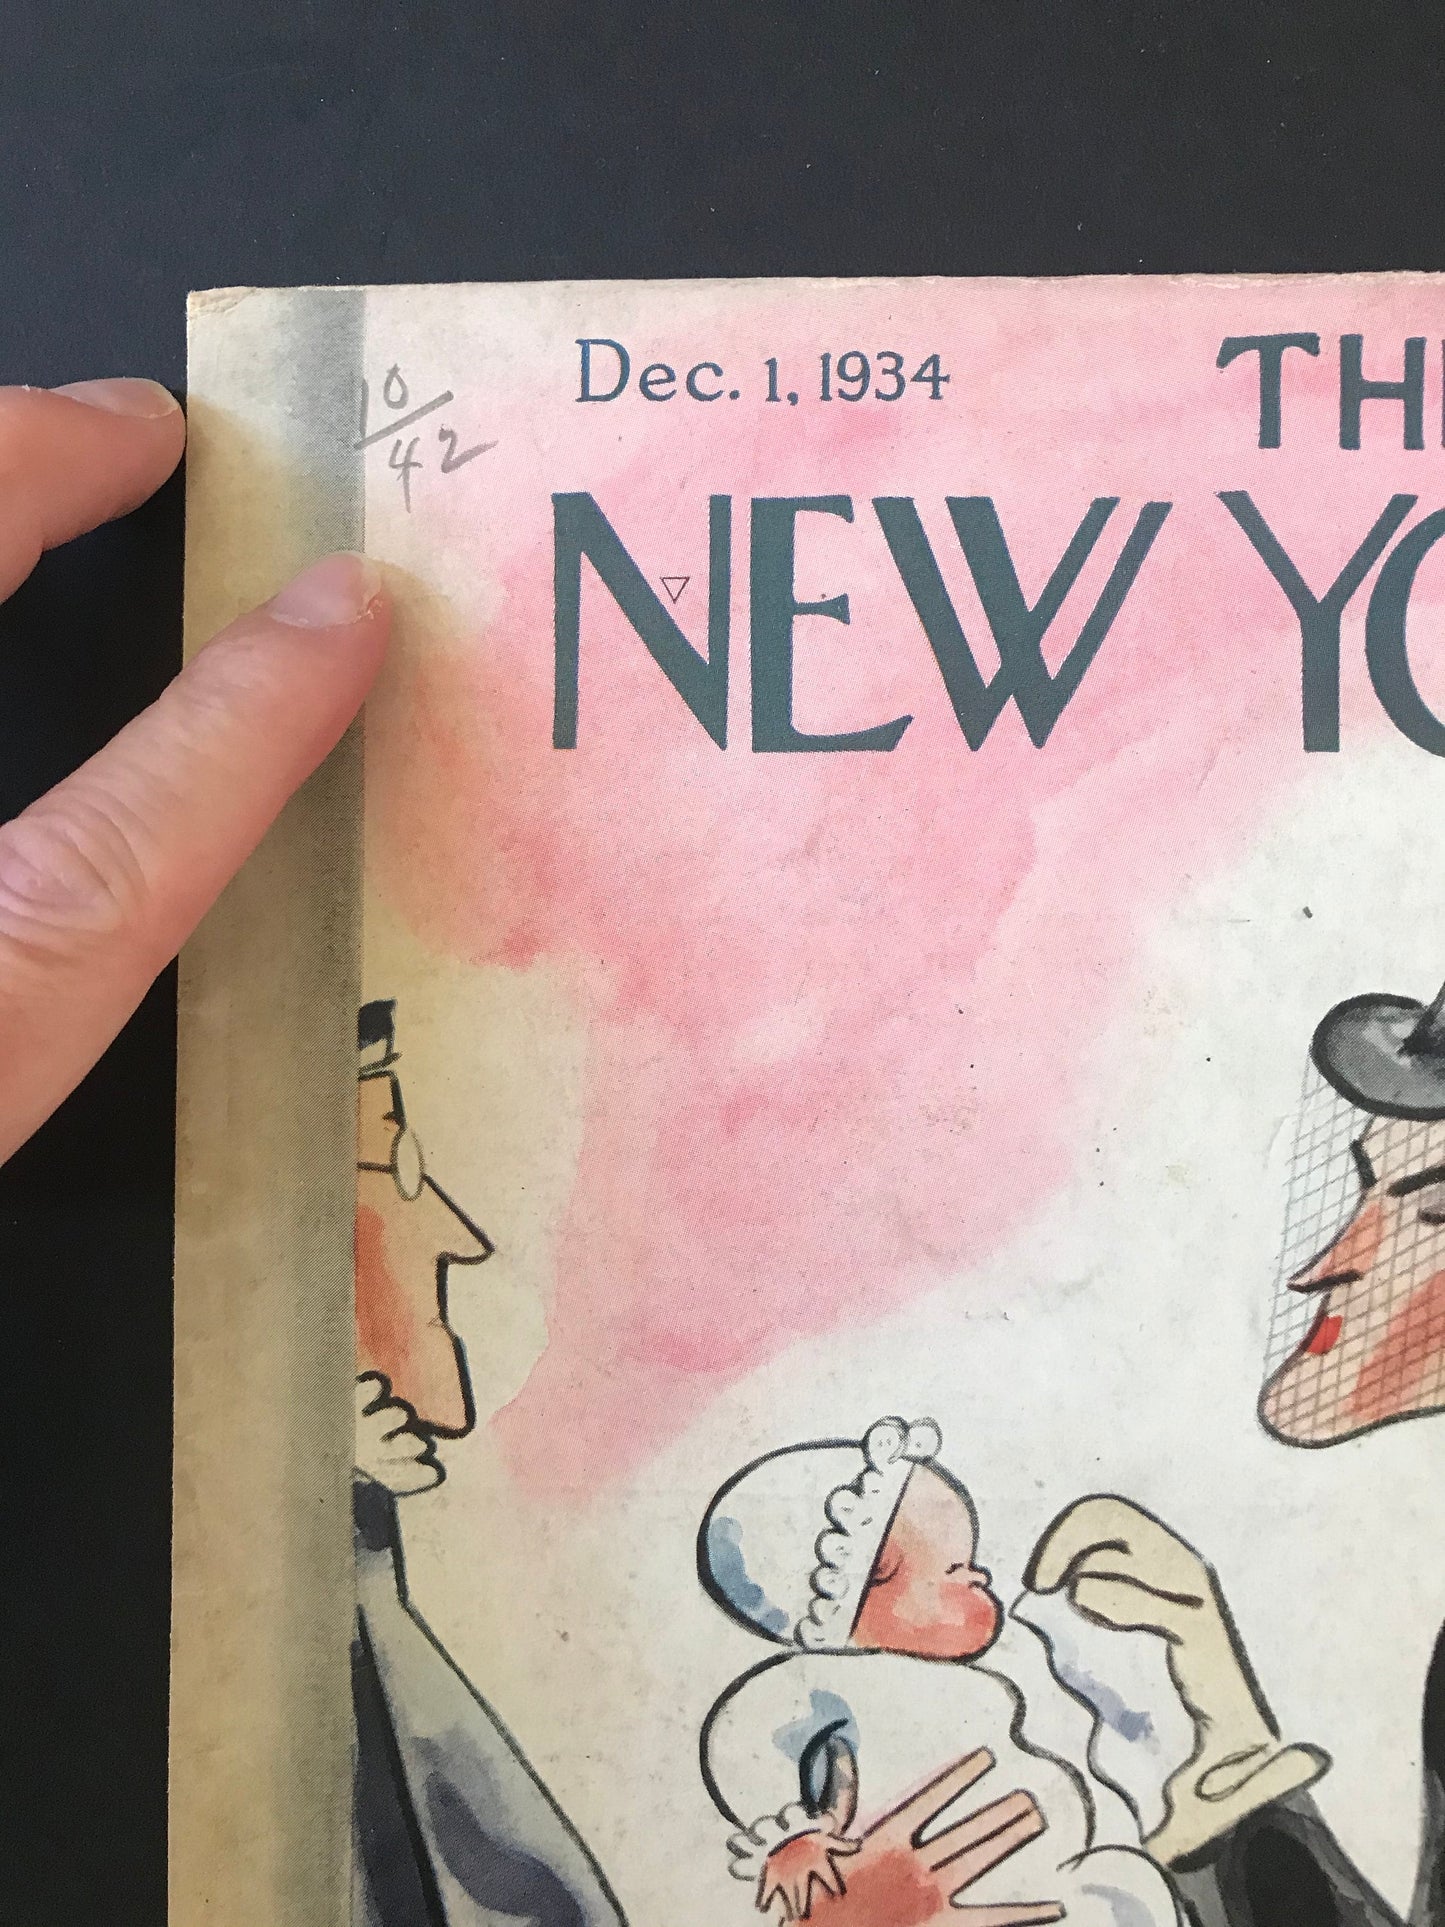 Dec. 1, 1934
10/42
THE
NEW YO